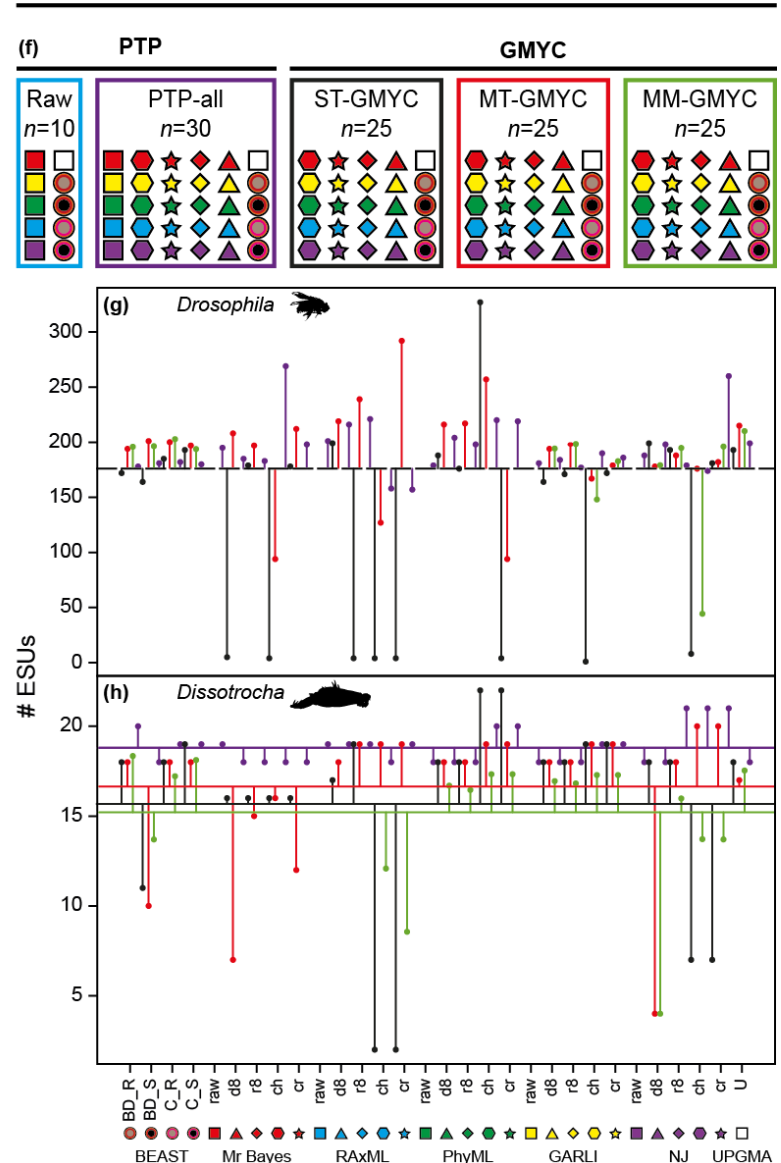 (f) PTP GMYC
Raw PTP-all ST-GMYC MT-GMYC MM-GMYC
n=10 n=30 n=25 n=25 n=25
(g) Drosophila
300
250
200
150
100
50
0
# ESUs
(h) Dissotrocha
20
15
10
5
BD_R BD_S C_R C_S raw d8 r8 ch cr raw d8 r8 ch cr raw d8 r8 ch cr raw d8 r8 ch cr raw d8 r8 ch cr U
BEAST Mr Bayes RAxML PhyML GARLI NJ UPGMA